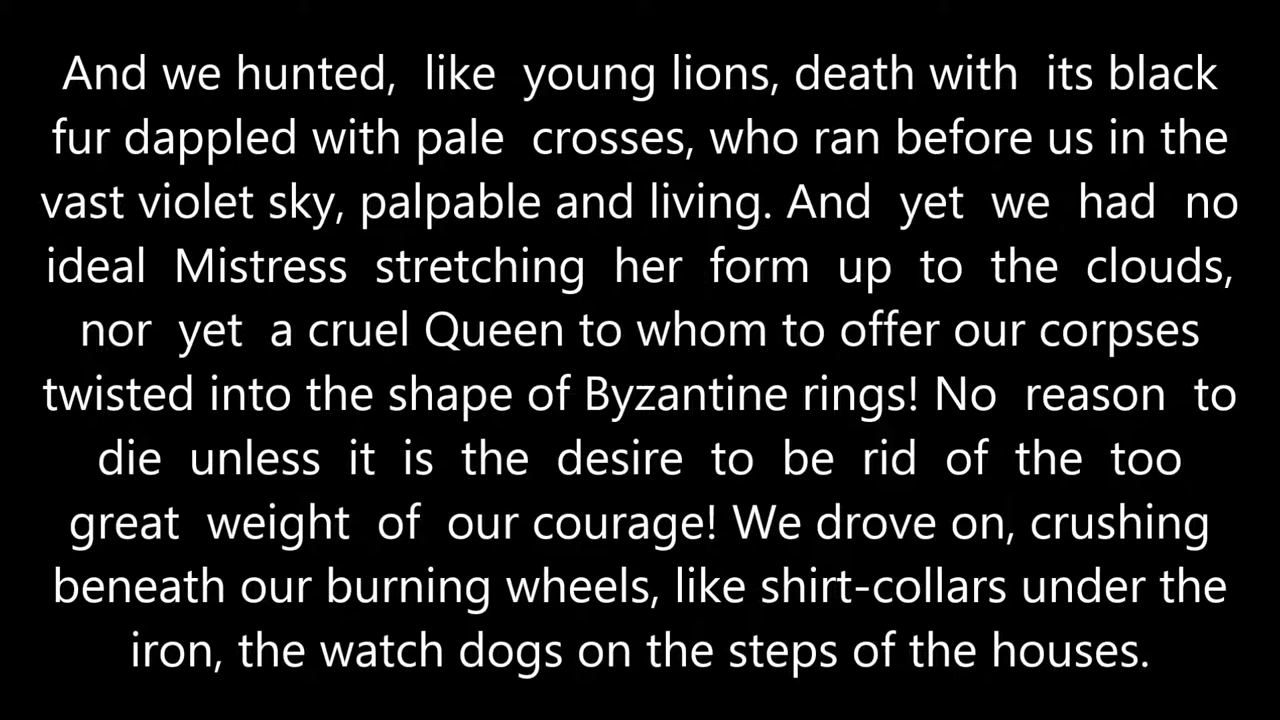 And we hunted, like young lions, death with its black
fur dappled with pale crosses, who ran before us in the
vast violet sky, palpable and living. And yet we had no
ideal Mistress stretching her form up to the clouds,
nor yet a cruel Queen to whom to offer our corpses
twisted into the shape of Byzantine rings! No reason to
die unless it is the desire to be rid of the too
great weight of our courage! We drove on, crushing
beneath our burning wheels, like shirt-collars under the
iron, the watch dogs on the steps of the houses.